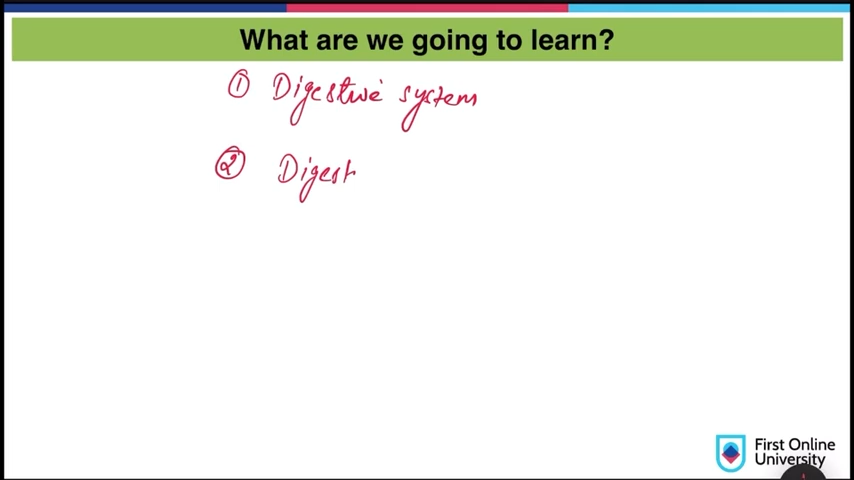 What are we going to learn?
① Digestive system
② Digest
First Online
University